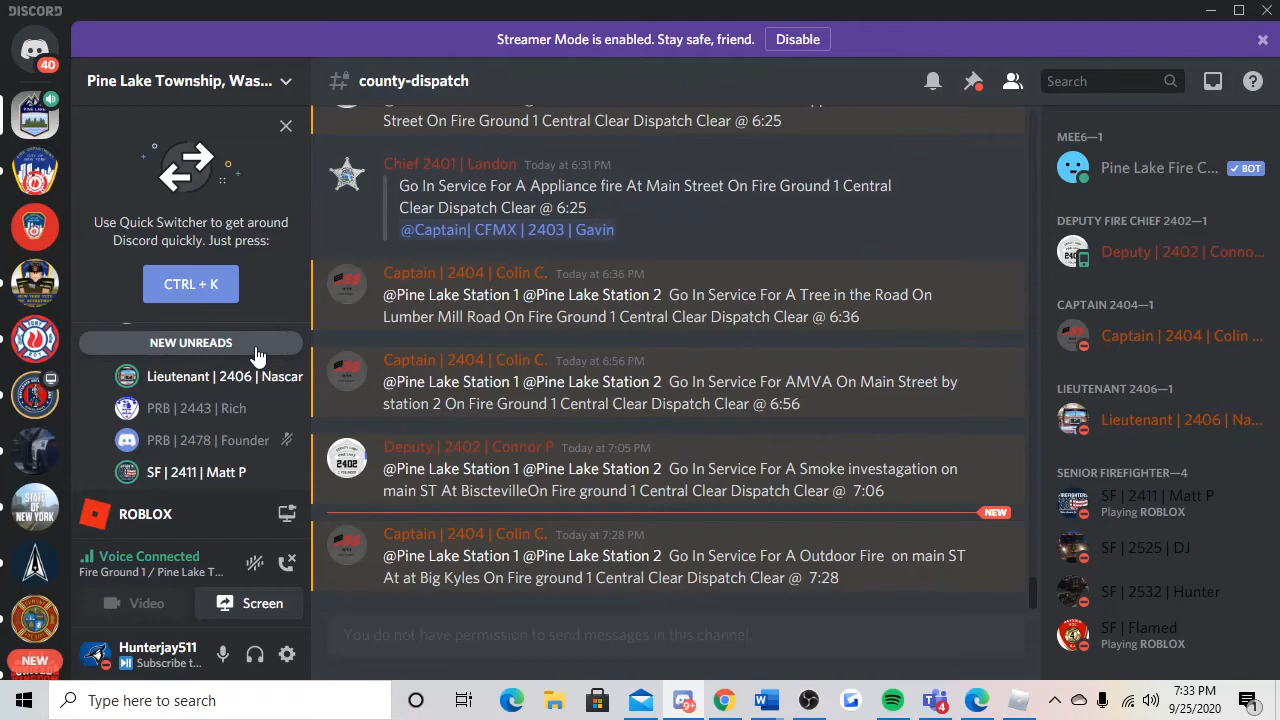 DISCORD
Streamer Mode is enabled. Stay safe, friend. Disable
40
Pine Lake Township, Was...
county-dispatch
Search
Use Quick Switcher to get around
Discord quickly. Just press:
CTRL + K
NEW UNREADS
Lieutenant | 2406 | Nascar
PRB | 2443 | Rich
PRB | 2478 | Founder
SF | 2411 | Matt P
ROBLOX
Voice Connected
Fire Ground 1 / Pine Lake T...
Video
Screen
Hunterjay511
Subscribe t...
NEW
Street On Fire Ground 1 Central Clear Dispatch Clear @ 6:25
Chief 2401 | Landon Today at 6:31 PM
Go In Service For A Appliance fire At Main Street On Fire Ground 1 Central
Clear Dispatch Clear @ 6:25
@Captain| CFMX | 2403 | Gavin
Captain | 2404 | Colin C. Today at 6:36 PM
@Pine Lake Station 1 @Pine Lake Station 2 Go In Service For A Tree in the Road On
Lumber Mill Road On Fire Ground 1 Central Clear Dispatch Clear @ 6:36
Captain | 2404 | Colin C. Today at 6:56 PM
@Pine Lake Station 1 @Pine Lake Station 2 Go In Service For AMVA On Main Street by
station 2 On Fire Ground 1 Central Clear Dispatch Clear @ 6:56
Deputy | 2402 | Connor P Today at 7:05 PM
@Pine Lake Station 1 @Pine Lake Station 2 Go In Service For A Smoke investagation on
main ST At BisctevilleOn Fire ground 1 Central Clear Dispatch Clear @ 7:06
NEW
Captain | 2404 | Colin C. Today at 7:28 PM
@Pine Lake Station 1 @Pine Lake Station 2 Go In Service For A Outdoor Fire on main ST
At at Big Kyles On Fire ground 1 Central Clear Dispatch Clear @ 7:28
You do not have permission to send messages in this channel.
MEE6—1
Pine Lake Fire C... BOT
DEPUTY FIRE CHIEF 2402—1
Deputy | 2402 | Conno...
CAPTAIN 2404—1
Captain | 2404 | Colin ...
LIEUTENANT 2406—1
Lieutenant | 2406 | Na...
SENIOR FIREFIGHTER—4
SF | 2411 | Matt P
Playing ROBLOX
SF | 2525 | DJ
SF | 2532 | Hunter
SF | Flamed
Playing ROBLOX
Type here to search
9+
4
7:33 PM
9/25/2020
1